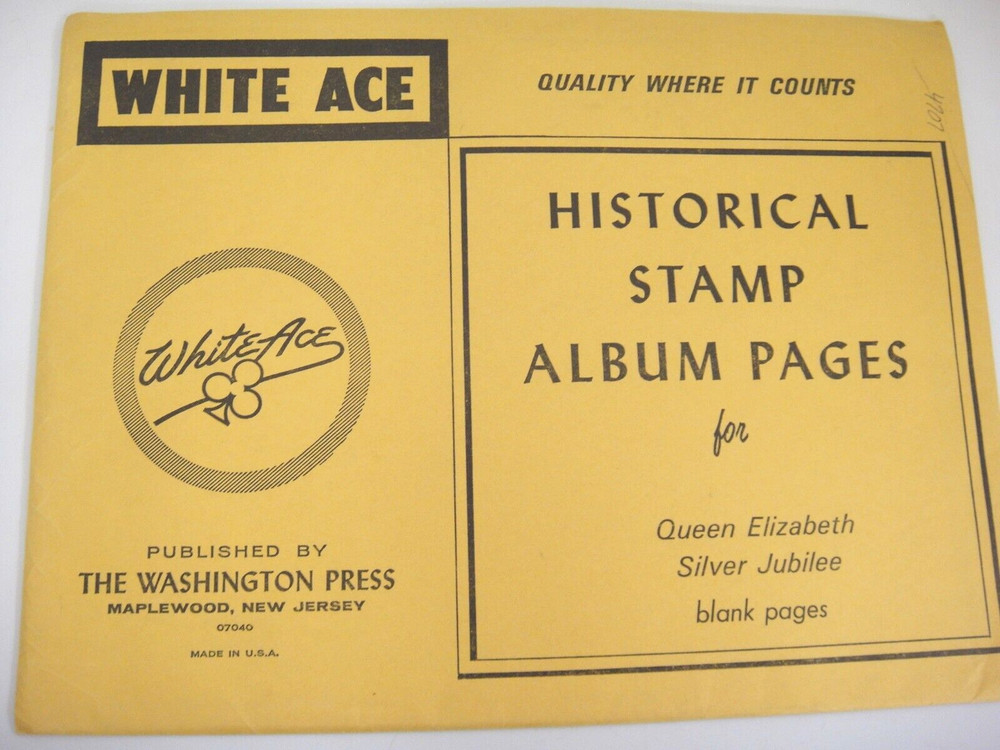 WHITE ACE
QUALITY WHERE IT COUNTS
4707
HISTORICAL
STAMP
ALBUM PAGES
for
Queen Elizabeth
Silver Jubilee
blank pages
White Ace
PUBLISHED BY
THE WASHINGTON PRESS
MAPLEWOOD, NEW JERSEY
07040
MADE IN U.S.A.